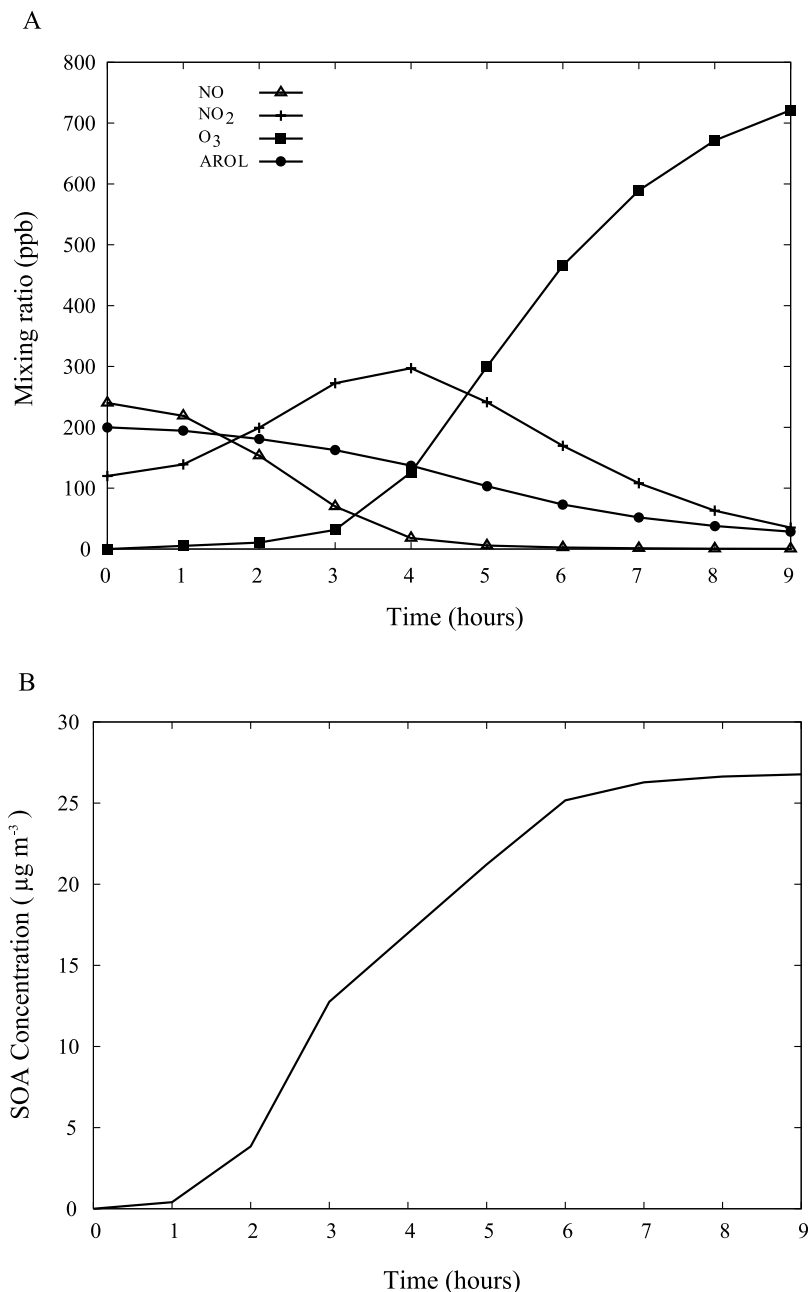 A
Mixing ratio (ppb)
800
700
600
500
400
300
200
100
0
NO
NO2
O3
AROL
0 1 2 3 4 5 6 7 8 9
Time (hours)
B
SOA Concentration ( µg m-3)
30
25
20
15
10
5
0
0 1 2 3 4 5 6 7 8 9
Time (hours)